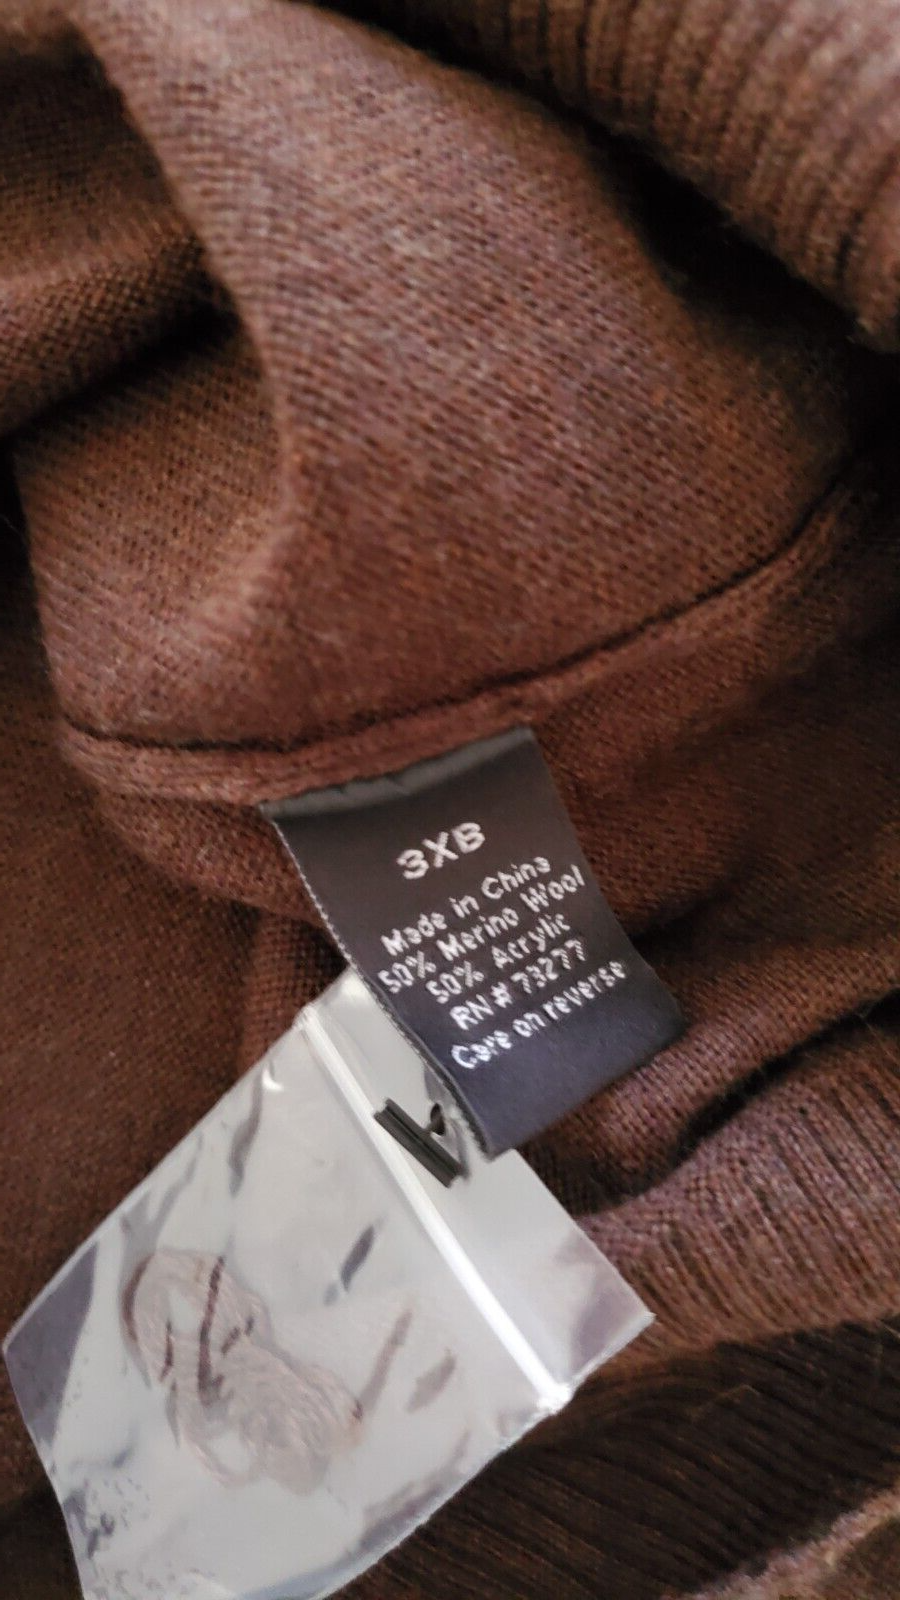 3XB
Made in China
50% Merino Wool
50% Acrylic
RN# 73277
Care on reverse